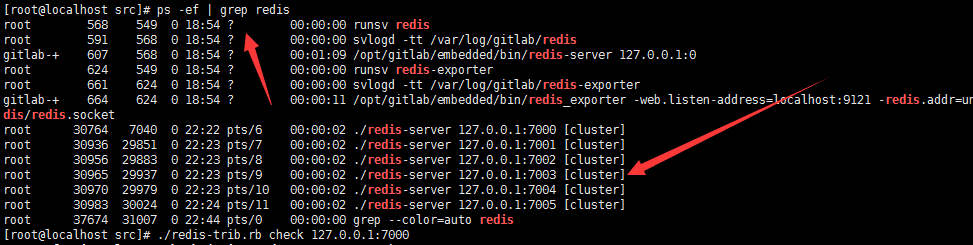 [root@localhost src]# ps -ef | grep redis
root 568 549 0 18:54 ? 00:00:00 runsv redis
root 591 568 0 18:54 ? 00:00:00 svlogd -tt /var/log/gitlab/redis
gitlab-+ 607 568 0 18:54 ? 00:01:09 /opt/gitlab/embedded/bin/redis-server 127.0.0.1:0
root 624 549 0 18:54 ? 00:00:00 runsv redis-exporter
root 661 624 0 18:54 ? 00:00:00 svlogd -tt /var/log/gitlab/redis-exporter
gitlab-+ 664 624 0 18:54 ? 00:00:11 /opt/gitlab/embedded/bin/redis_exporter -web.listen-address=localhost:9121 -redis.addr=un
dis/redis.socket
root 30764 7040 0 22:22 pts/6 00:00:02 ./redis-server 127.0.0.1:7000 [cluster]
root 30936 29851 0 22:23 pts/7 00:00:02 ./redis-server 127.0.0.1:7001 [cluster]
root 30956 29883 0 22:23 pts/8 00:00:02 ./redis-server 127.0.0.1:7002 [cluster]
root 30965 29937 0 22:23 pts/9 00:00:02 ./redis-server 127.0.0.1:7003 [cluster]
root 30970 29979 0 22:23 pts/10 00:00:02 ./redis-server 127.0.0.1:7004 [cluster]
root 30983 30024 0 22:24 pts/11 00:00:02 ./redis-server 127.0.0.1:7005 [cluster]
root 37674 31007 0 22:44 pts/0 00:00:00 grep --color=auto redis
[root@localhost src]# ./redis-trib.rb check 127.0.0.1:7000